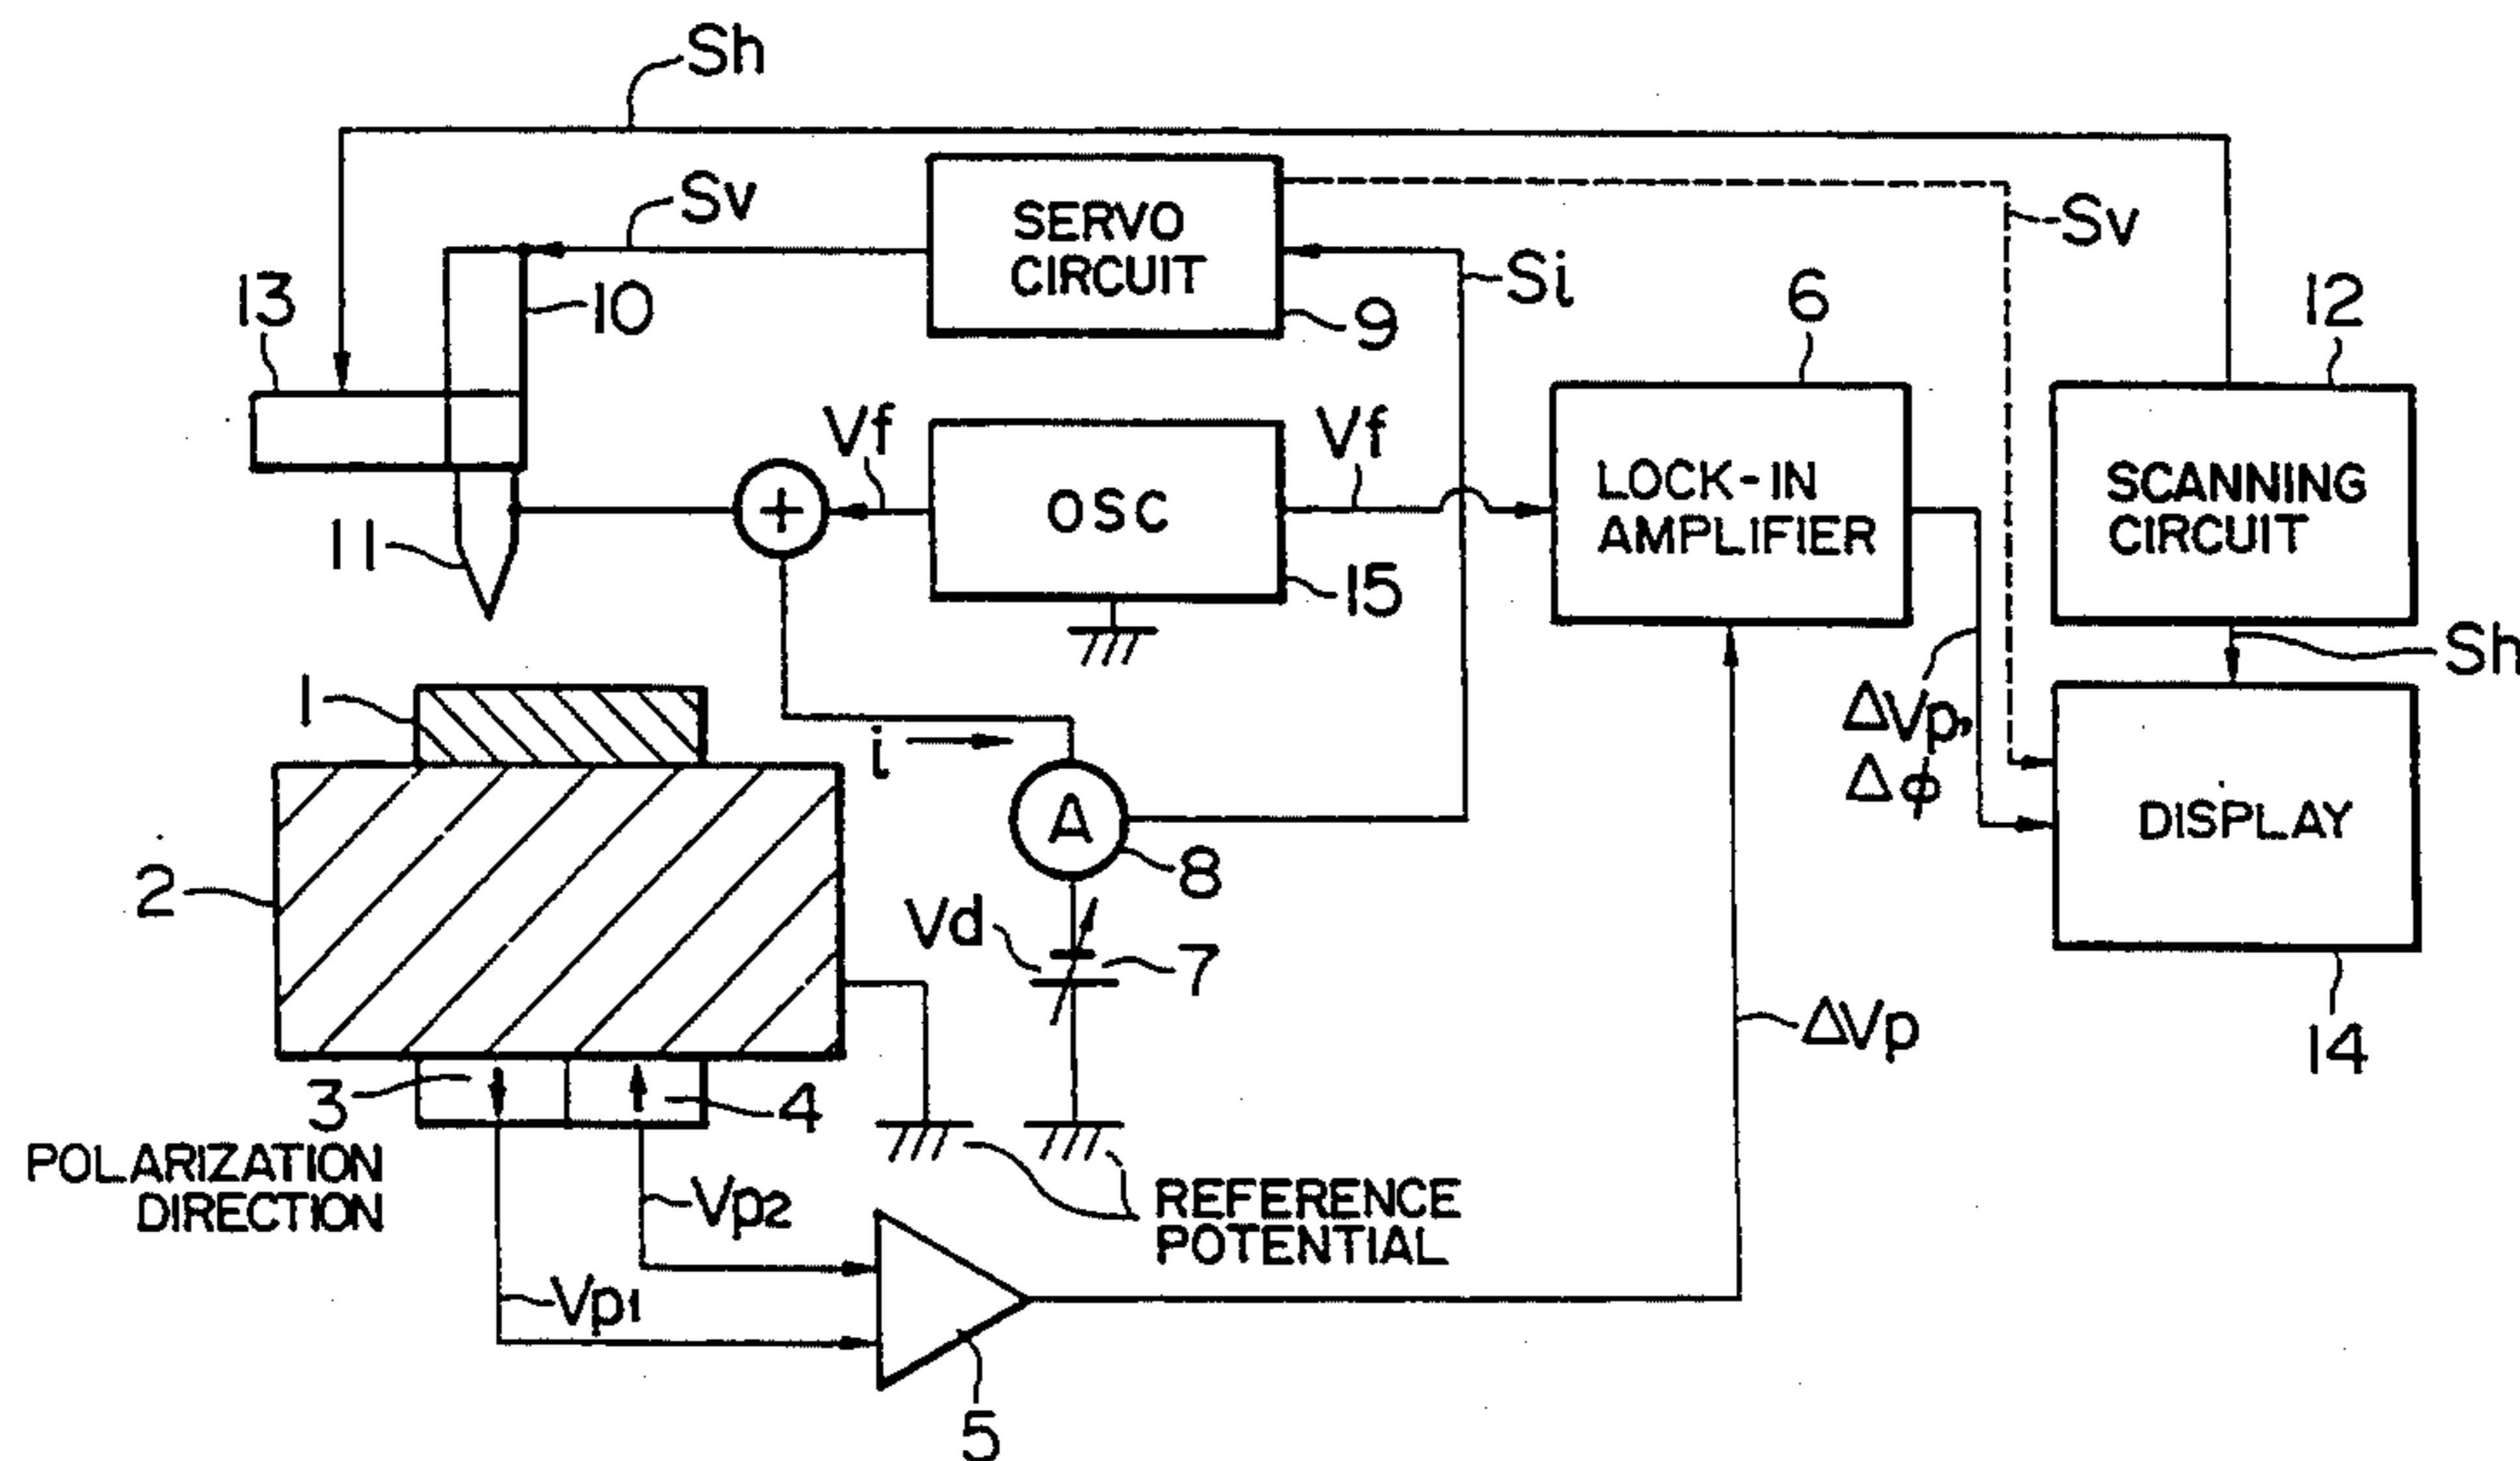 Sh
Sv
SERVO
CIRCUIT
Sv
Si
13
10
9
6
12
Vf
OSC
Vf
LOCK-IN
AMPLIFIER
SCANNING
CIRCUIT
+
11
15
Sh
1
i
ΔVp,
Δφ
A
DISPLAY
2
8
Vd
7
ΔVp
14
3
4
POLARIZATION
DIRECTION
Vp2
REFERENCE
POTENTIAL
Vp1
5